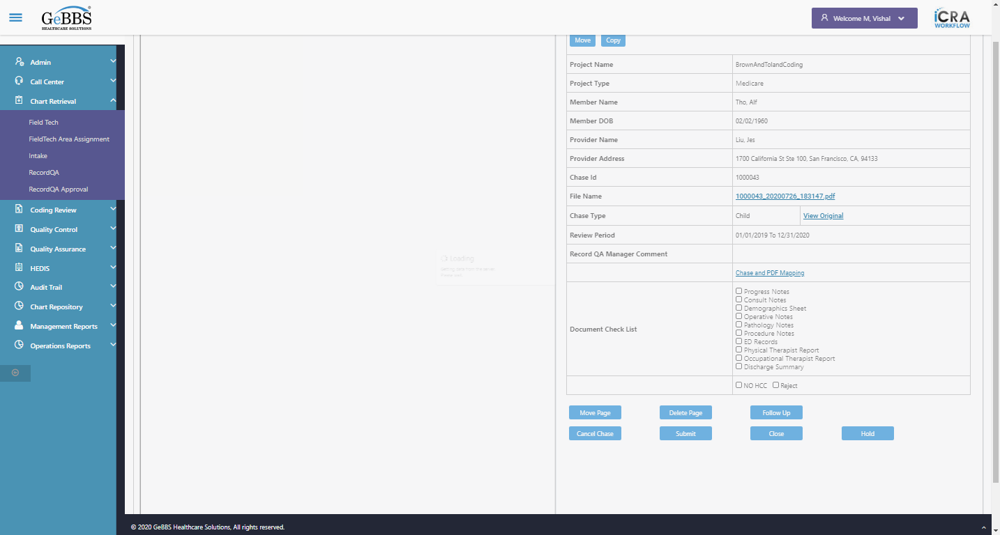 GeBBS
HEALTHCARE SOLUTIONS
Welcome M, Vishal
iCRA
WORKFLOW
Admin
Call Center
Chart Retrieval
Field Tech
FieldTech Area Assignment
Intake
RecordQA
RecordQA Approval
Coding Review
Quality Control
Quality Assurance
HEDIS
Audit Trail
Chart Repository
Management Reports
Operations Reports
Loading
Getting data from the server.
Please wait.
Move Copy
Project Name BrownAndTolandCoding
Project Type Medicare
Member Name Tho, Alf
Member DOB 02/02/1960
Provider Name Liu, Jes
Provider Address 1700 California St Ste 100, San Francisco, CA, 94133
Chase Id 1000043
File Name 1000043_20200726_183147.pdf
Chase Type Child View Original
Review Period 01/01/2019 To 12/31/2020
Record QA Manager Comment
Chase and PDF Mapping
Document Check List
Progress Notes
Consult Notes
Demographics Sheet
Operative Notes
Pathology Notes
Procedure Notes
ED Records
Physical Therapist Report
Occupational Therapist Report
Discharge Summary
NO HCC Reject
Move Page Delete Page Follow Up
Cancel Chase Submit Close Hold
© 2020 GeBBS Healthcare Solutions, All rights reserved.